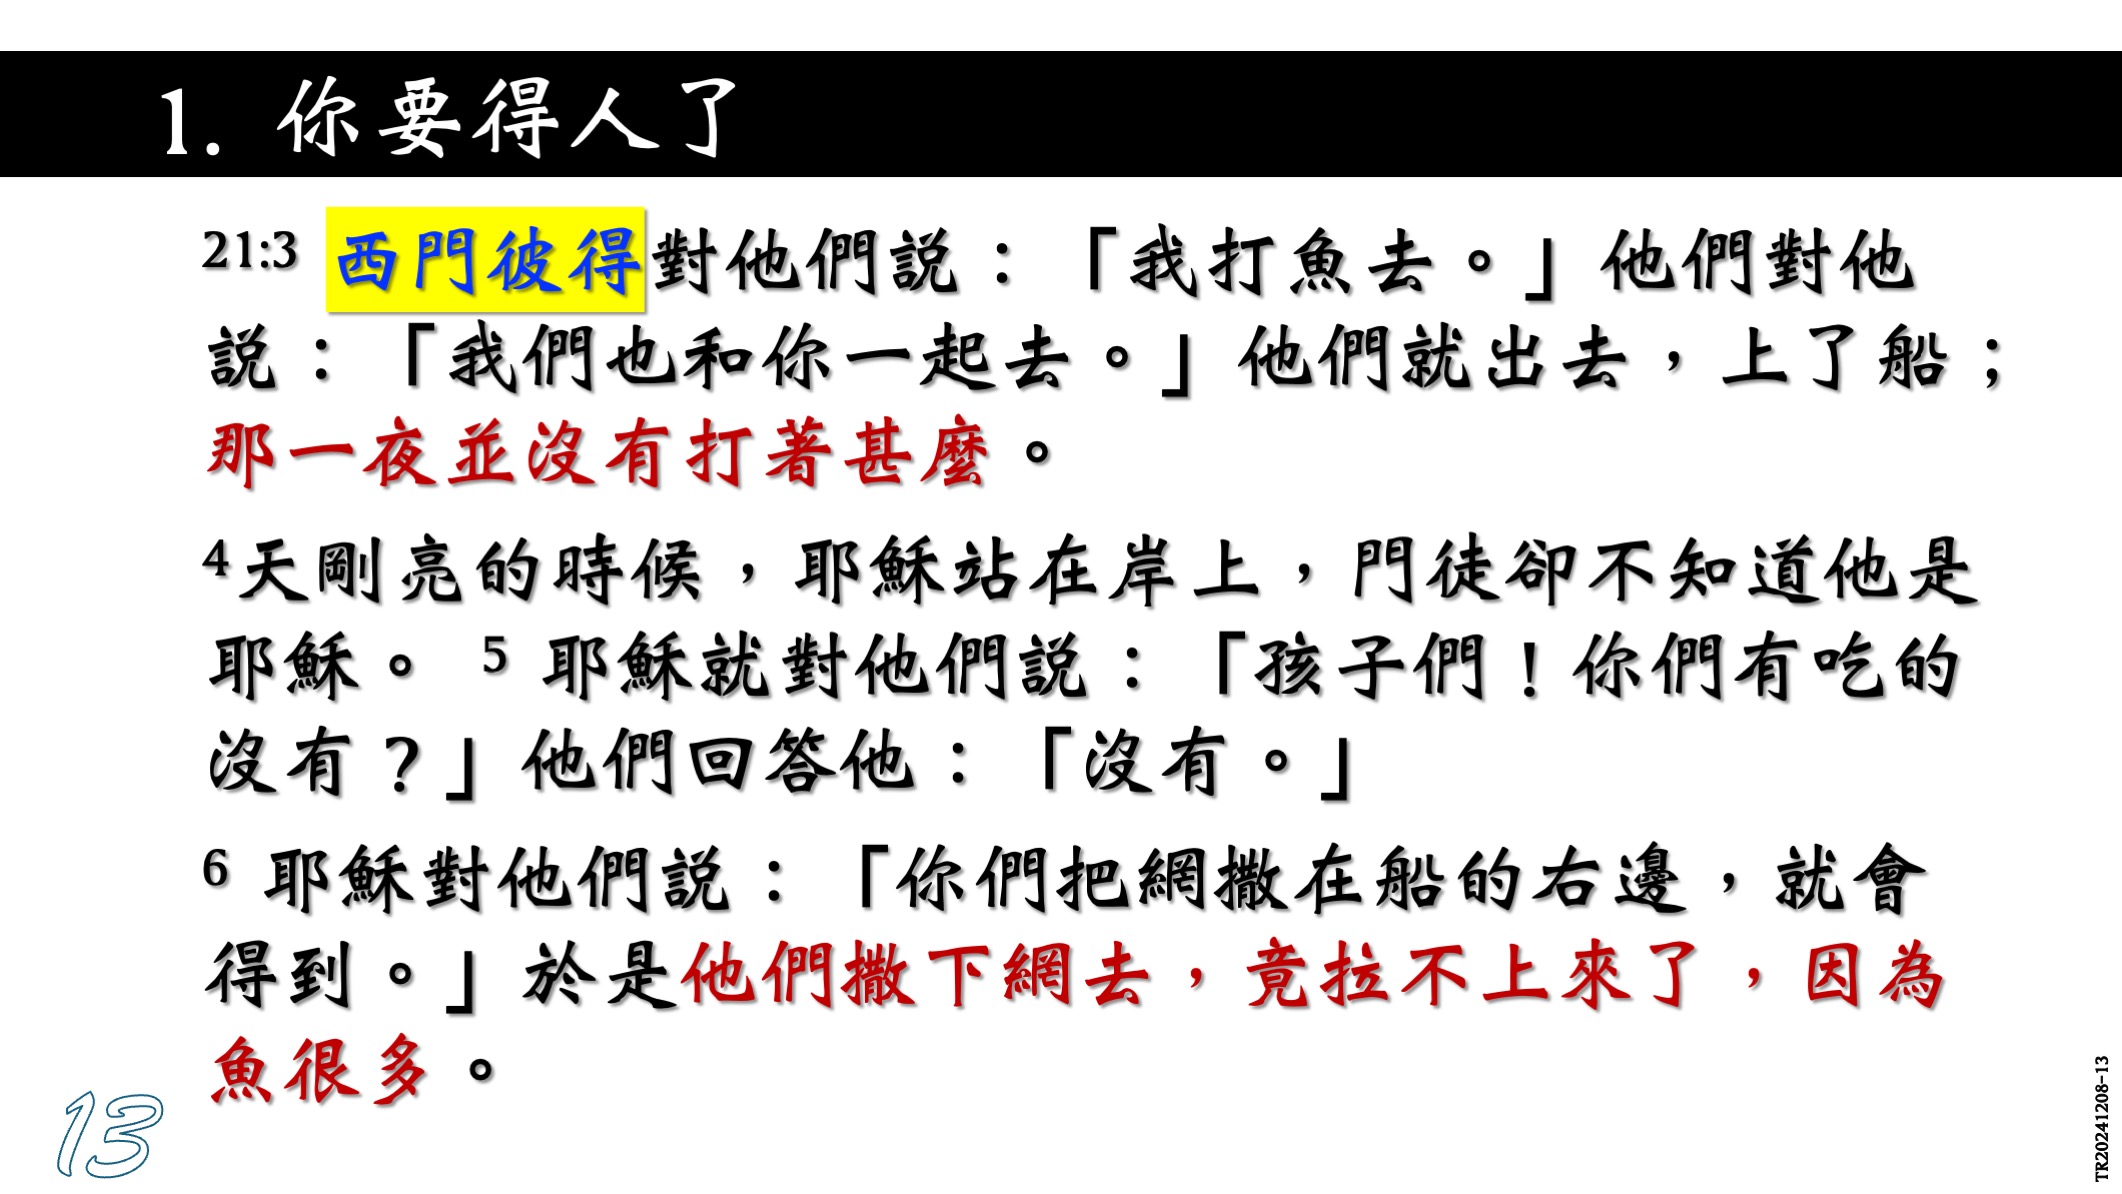 1. 你要得人了
21:3 西門彼得對他們說：「我打魚去。」他們對他
說：「我們也和你一起去。」他們就出去，上了船；
那一夜並沒有打著甚麼。
4天剛亮的時候，耶穌站在岸上，門徒卻不知道他是
耶穌。 5 耶穌就對他們說：「孩子們！你們有吃的
沒有？」他們回答他：「沒有。」
6 耶穌對他們說：「你們把網撒在船的右邊，就會
得到。」於是他們撒下網去，竟拉不上來了，因為
魚很多。
13
TR20241208-13